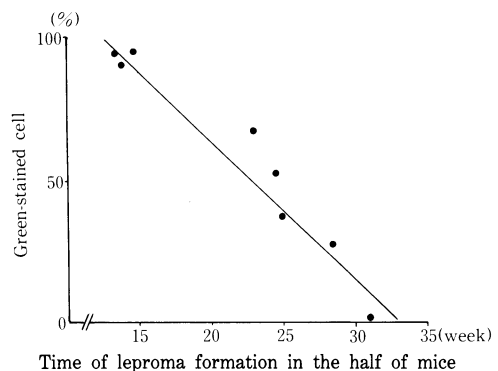 (%)
100
Green-stained cell
50
0
15 20 25 30 35 (week)
Time of leproma formation in the half of mice